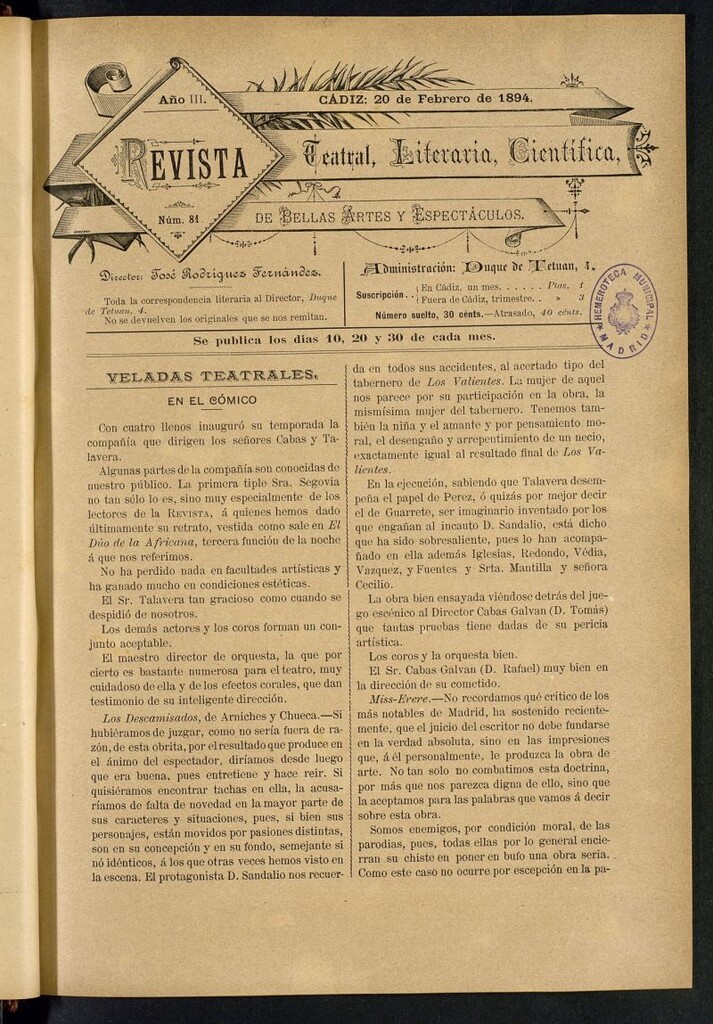 Año III.
CÁDIZ: 20 de Febrero de 1894.
REVISTA
Teatral, Literaria, Científica,
Núm. 81
DE BELLAS ARTES Y ESPECTÁCULOS.
Director: José Rodríguez Fernández.
Toda la correspondencia literaria al Director, Duque
de Tetuan, 4.
No se devuelven los originales que se nos remitan.
Administración: Duque de Tetuan, 4.
Suscripción.. En Cádiz, un mes. . . . . . Ptas. 1
Fuera de Cádiz, trimestre. . . » 3
Número suelto, 30 cénts.—Atrasado, 40 cénts.
HEMEROTECA MUNICIPAL
MADRID
Se publica los días 10, 20 y 30 de cada mes.
VELADAS TEATRALES.
EN EL CÓMICO
Con cuatro llenos inauguró su temporada la
compañía que dirigen los señores Cabas y Ta-
lavera.
Algunas partes de la compañía son conocidas de
nuestro público. La primera tiple Sra. Segovia
no tan sólo lo es, sino muy especialmente de los
lectores de la REVISTA, á quienes hemos dado
últimamente su retrato, vestida como sale en El
Dúo de la Africana, tercera función de la noche
á que nos referimos.
No ha perdido nada en facultades artísticas y
ha ganado mucho en condiciones estéticas.
El Sr. Talavera tan gracioso como cuando se
despidió de nosotros.
Los demás actores y los coros forman un con-
junto aceptable.
El maestro director de orquesta, la que por
cierto es bastante numerosa para el teatro, muy
cuidadoso de ella y de los efectos corales, que dan
testimonio de su inteligente dirección.
Los Descamisados, de Arniches y Chueca.—Si
hubiéramos de juzgar, como no sería fuera de ra-
zón, de esta obrita, por el resultado que produce en
el ánimo del espectador, diríamos desde luego
que era buena, pues entretiene y hace reir. Si
quisiéramos encontrar tachas en ella, la acusa-
ríamos de falta de novedad en la mayor parte de
sus caracteres y situaciones, pues, si bien sus
personajes, están movidos por pasiones distintas,
son en su concepción y en su fondo, semejante si
nó idénticos, á los que otras veces hemos visto en
la escena. El protagonista D. Sandalio nos recuer-
da en todos sus accidentes, al acertado tipo del
tabernero de Los Valientes. La mujer de aquel
nos parece por su participación en la obra, la
mismísima mujer del tabernero. Tenemos tam-
bién la niña y el amante y por pensamiento mo-
ral, el desengaño y arrepentimiento de un necio,
exactamente igual al resultado final de Los Va-
lientes.
En la ejecución, sabiendo que Talavera desem-
peña el papel de Perez, ó quizás por mejor decir
el de Guarrete, ser imaginario inventado por los
que engañan al incauto D. Sandalio, está dicho
que ha sido sobresaliente, pues lo han acompa-
ñado en ella además Iglesias, Redondo, Védia,
Vazquez, y Fuentes y Srta. Mantilla y señora
Cecilio.
La obra bien ensayada viéndose detrás del jue-
go escénico al Director Cabas Galvan (D. Tomás)
que tantas pruebas tiene dadas de su pericia
artística.
Los coros y la orquesta bien.
El Sr. Cabas Galvan (D. Rafael) muy bien en
la dirección de su cometido.
Miss-Erere.—No recordamos qué crítico de los
más notables de Madrid, ha sostenido reciente-
mente, que el juicio del escritor no debe fundarse
en la verdad absoluta, sino en las impresiones
que, á él personalmente, le produzca la obra de
arte. No tan solo no combatimos esta doctrina,
por más que nos parezca digna de ello, sino que
la aceptamos para las palabras que vamos á decir
sobre esta obra.
Somos enemigos, por condición moral, de las
parodias, pues, todas ellas por lo general encie-
rran su chiste en poner en bufo una obra séria.
Como este caso no ocurre por escepción en la pa-